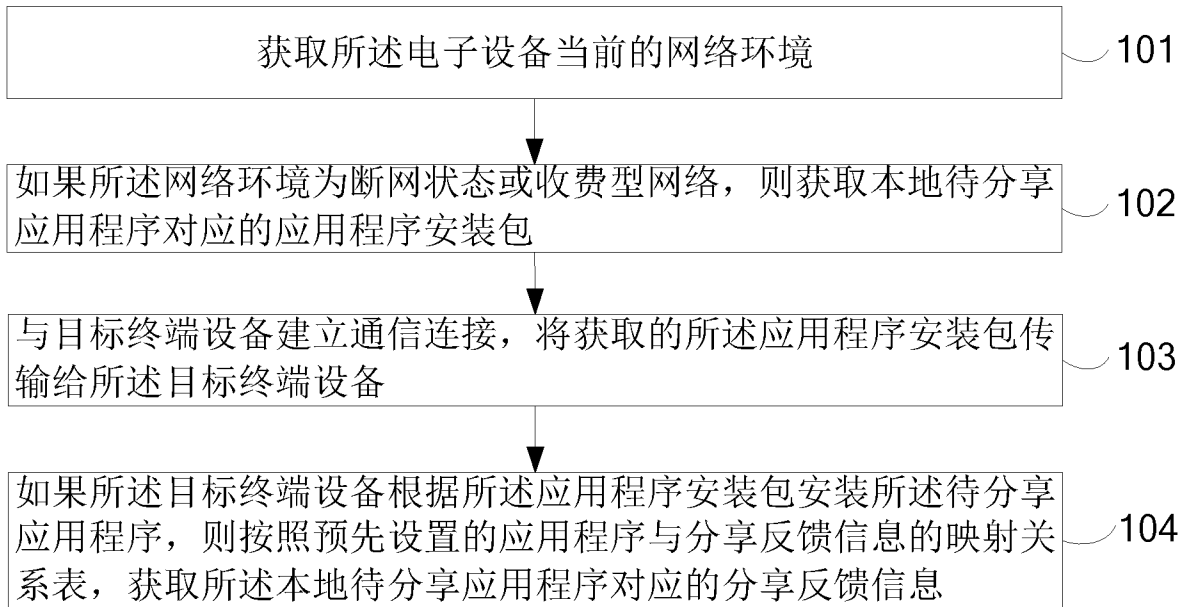 获取所述电子设备当前的网络环境
101
如果所述网络环境为断网状态或收费型网络，则获取本地待分享
应用程序对应的应用程序安装包
102
与目标终端设备建立通信连接，将获取的所述应用程序安装包传
输给所述目标终端设备
103
如果所述目标终端设备根据所述应用程序安装包安装所述待分享
应用程序，则按照预先设置的应用程序与分享反馈信息的映射关
系表，获取所述本地待分享应用程序对应的分享反馈信息
104